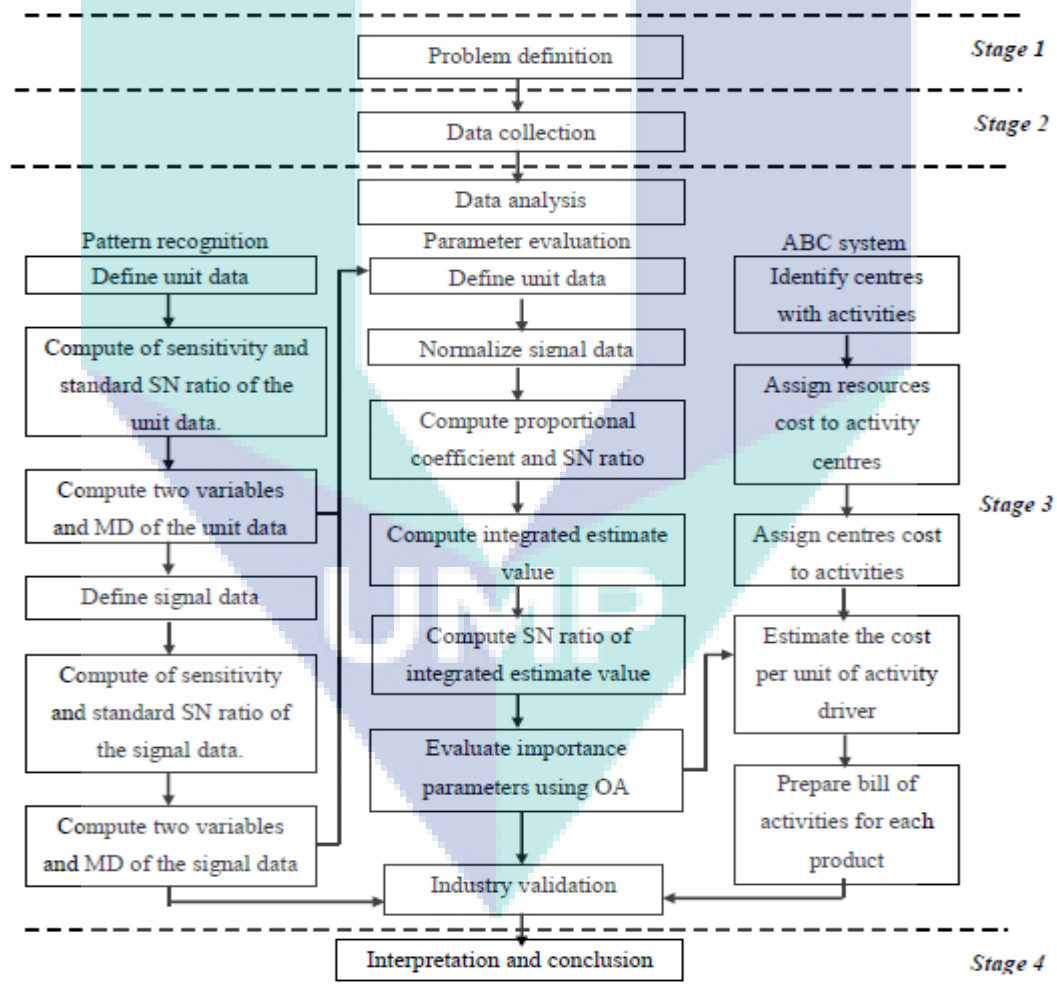 Stage 1
Problem definition
Data collection
Stage 2
Data analysis
Pattern recognition
Define unit data
Compute of sensitivity and
standard SN ratio of the
unit data.
Compute two variables
and MD of the unit data
Define signal data
Compute of sensitivity
and standard SN ratio of
the signal data.
Compute two variables
and MD of the signal data
Parameter evaluation
Define unit data
Normalize signal data
Compute proportional
coefficient and SN ratio
Compute integrated estimate
value
Compute SN ratio of
integrated estimate value
Evaluate importance
parameters using OA
ABC system
Identify centres
with activities
Assign resources
cost to activity
centres
Assign centres cost
to activities
Estimate the cost
per unit of activity
driver
Prepare bill of
activities for each
product
Stage 3
UMP
Industry validation
Interpretation and conclusion
Stage 4